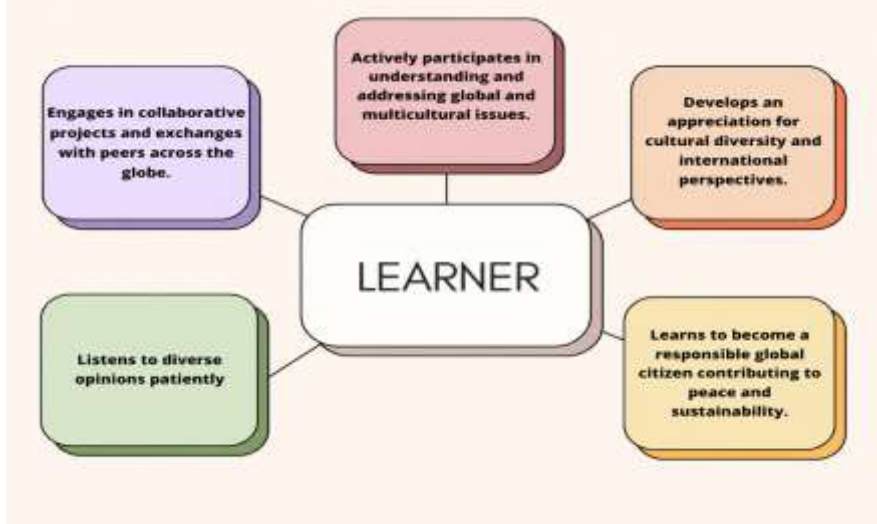 Actively participates in
understanding and
addressing global and
multicultural issues.
Engages in collaborative
projects and exchanges
with peers across the
globe.
Develops an
appreciation for
cultural diversity and
international
perspectives.
LEARNER
Listens to diverse
opinions patiently
Learns to become a
responsible global
citizen contributing to
peace and
sustainability.